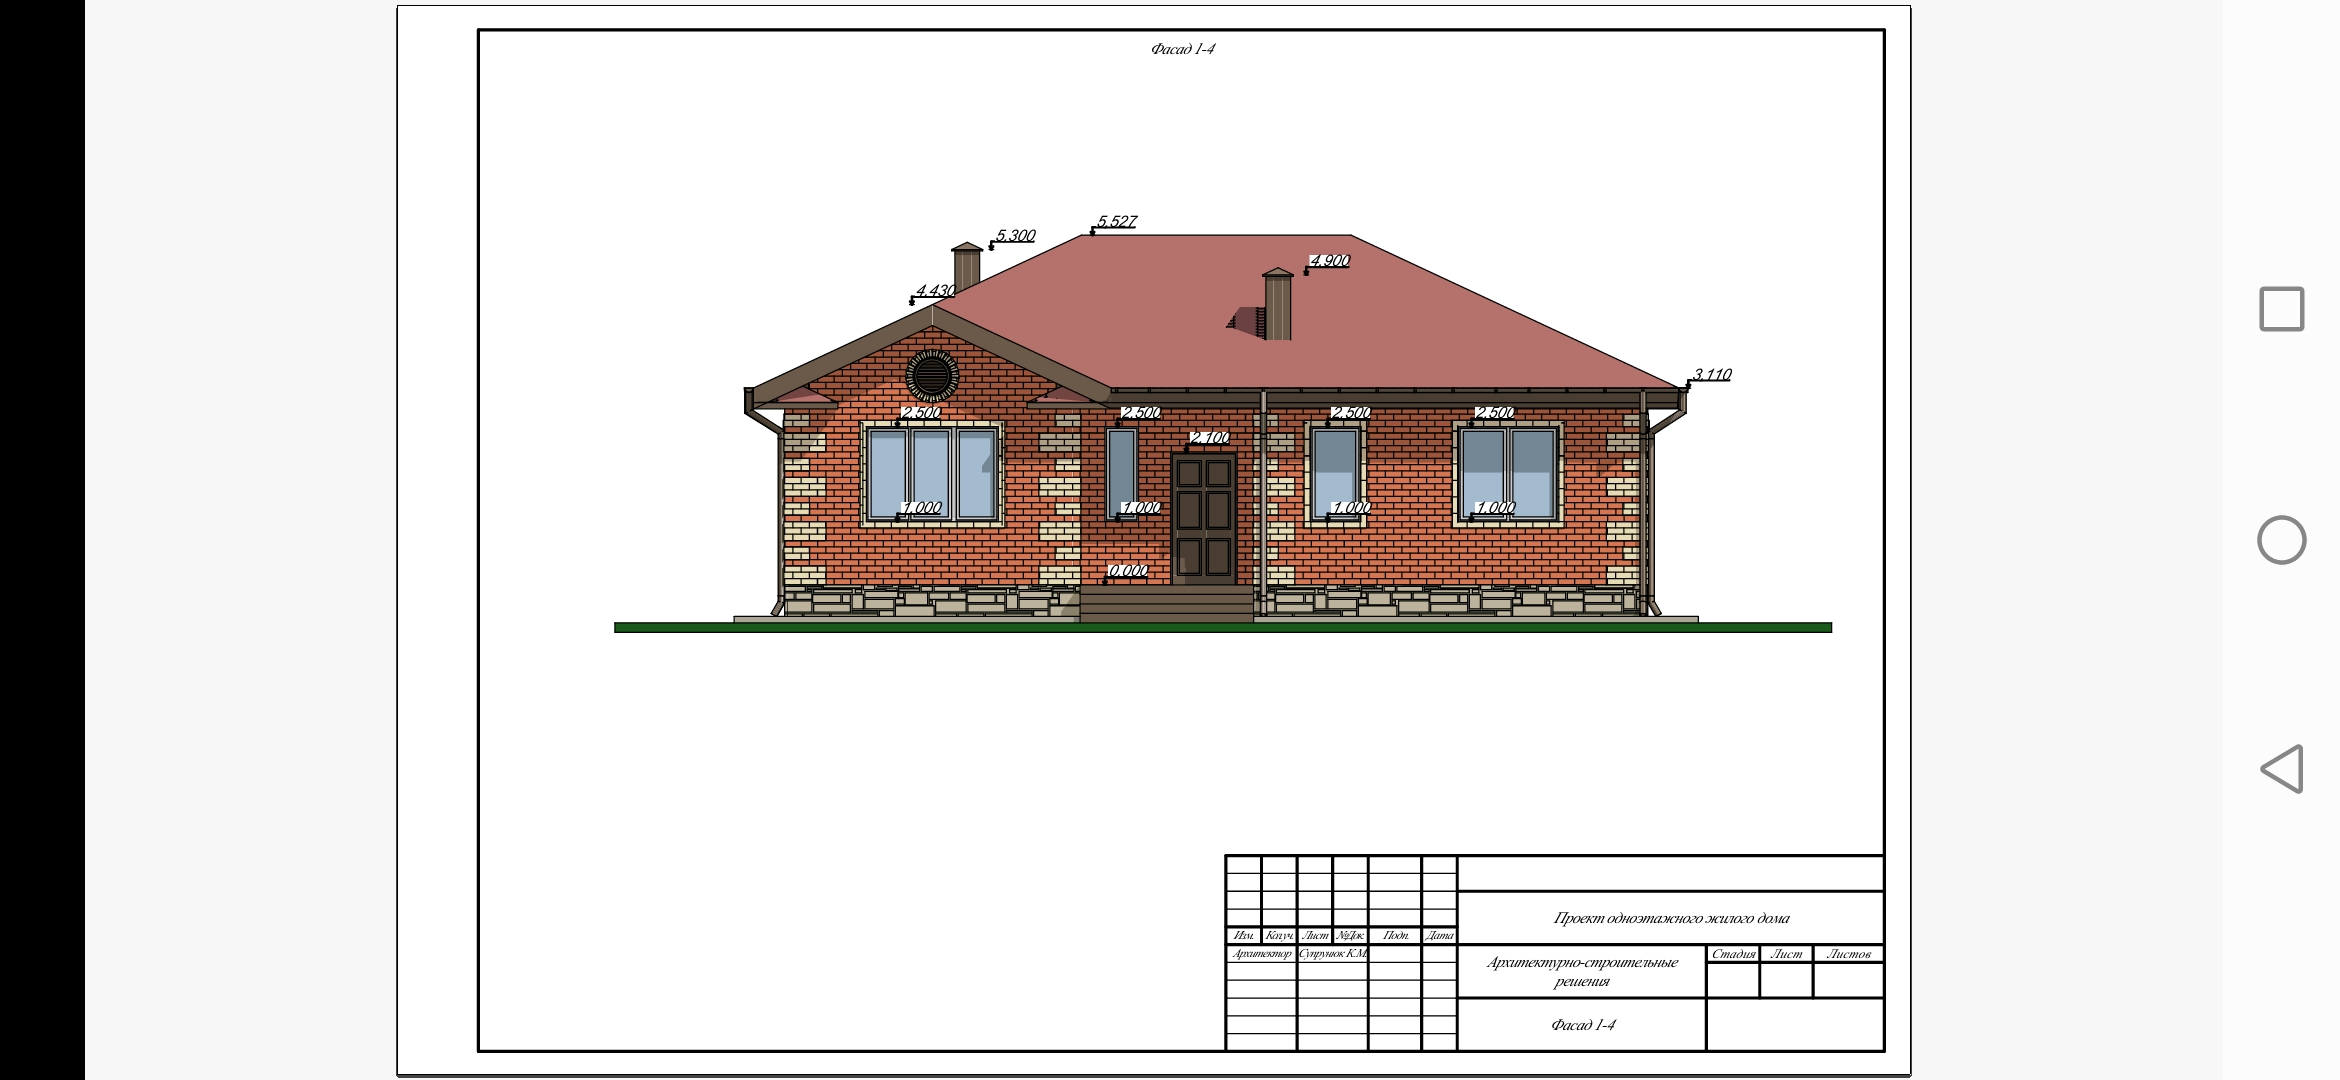 Фасад 1-4
5,527
5,300
4,900
4,430
3,110
2,500
2,500
2,500
2,500
2,100
1,000
1,000
1,000
1,000
0,000
Проект одноэтажного жилого дома
Изм. Кол.уч. Лист №Док. Подп. Дата
Архитектор Супрунюк К.М.
Архитектурно-строительные
решения
Стадия Лист Листов
Фасад 1-4